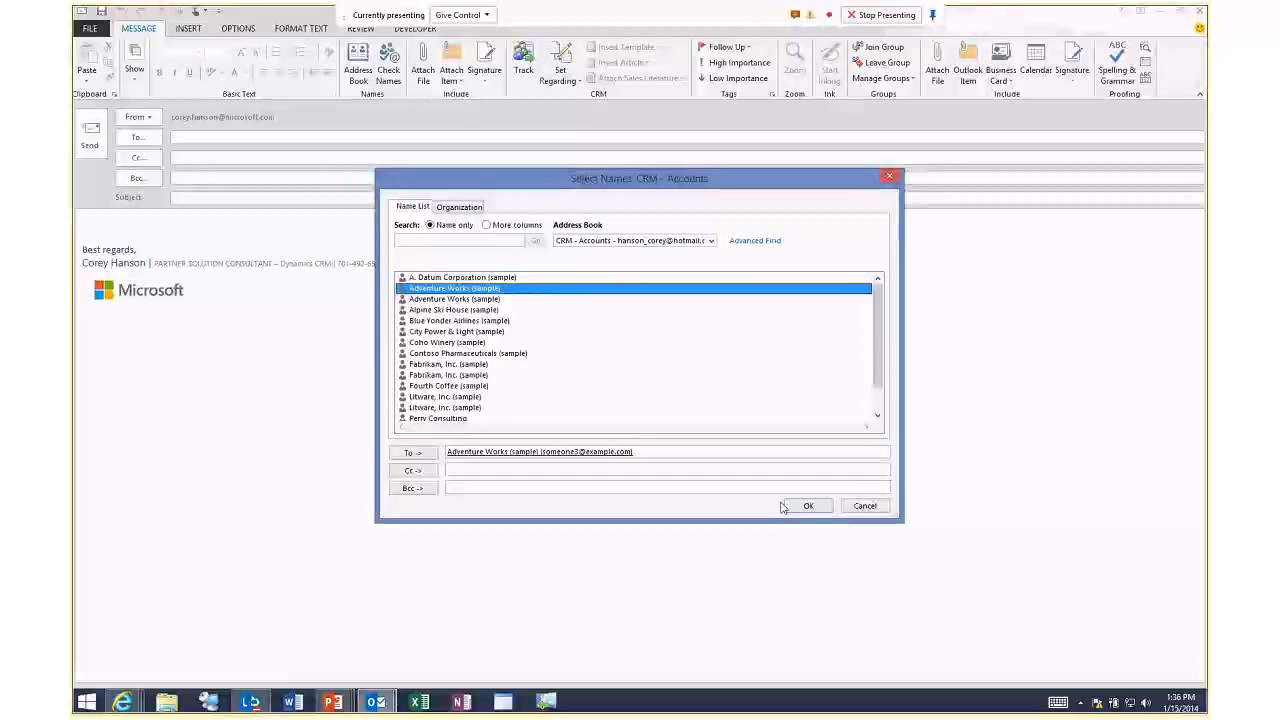 Currently presenting Give Control Stop Presenting
FILE MESSAGE INSERT OPTIONS FORMAT TEXT REVIEW DEVELOPER
Paste
Show
B I U
Address Book
Check Names
Attach File
Attach Item
Signature
Track
Set Regarding
Insert Template
Insert Article
Attach Sales Literature
Follow Up
High Importance
Low Importance
Zoom
Start Inking
Join Group
Leave Group
Manage Groups
Attach File
Outlook Item
Business Card
Calendar
Signature
Spelling & Grammar
Clipboard Basic Text Names Include CRM Tags Zoom Ink Groups Include Proofing
Send
From corey.hanson@microsoft.com
To...
Cc...
Bcc...
Subject:
Best regards,
Corey Hanson | PARTNER SOLUTION CONSULTANT – Dynamics CRM | 701-492-65
Microsoft
Select Names: CRM - Accounts
Name List Organization
Search: Name only More columns Address Book
Go CRM - Accounts - hanson_corey@hotmail.c Advanced Find
A. Datum Corporation (sample)
Adventure Works (sample)
Adventure Works (sample)
Alpine Ski House (sample)
Blue Yonder Airlines (sample)
City Power & Light (sample)
Coho Winery (sample)
Contoso Pharmaceuticals (sample)
Fabrikam, Inc. (sample)
Fabrikam, Inc. (sample)
Fourth Coffee (sample)
Litware, Inc. (sample)
Litware, Inc. (sample)
Perry Consulting
To -> Adventure Works (sample) (someone3@example.com)
Cc ->
Bcc ->
OK Cancel
1:36 PM
1/15/2014